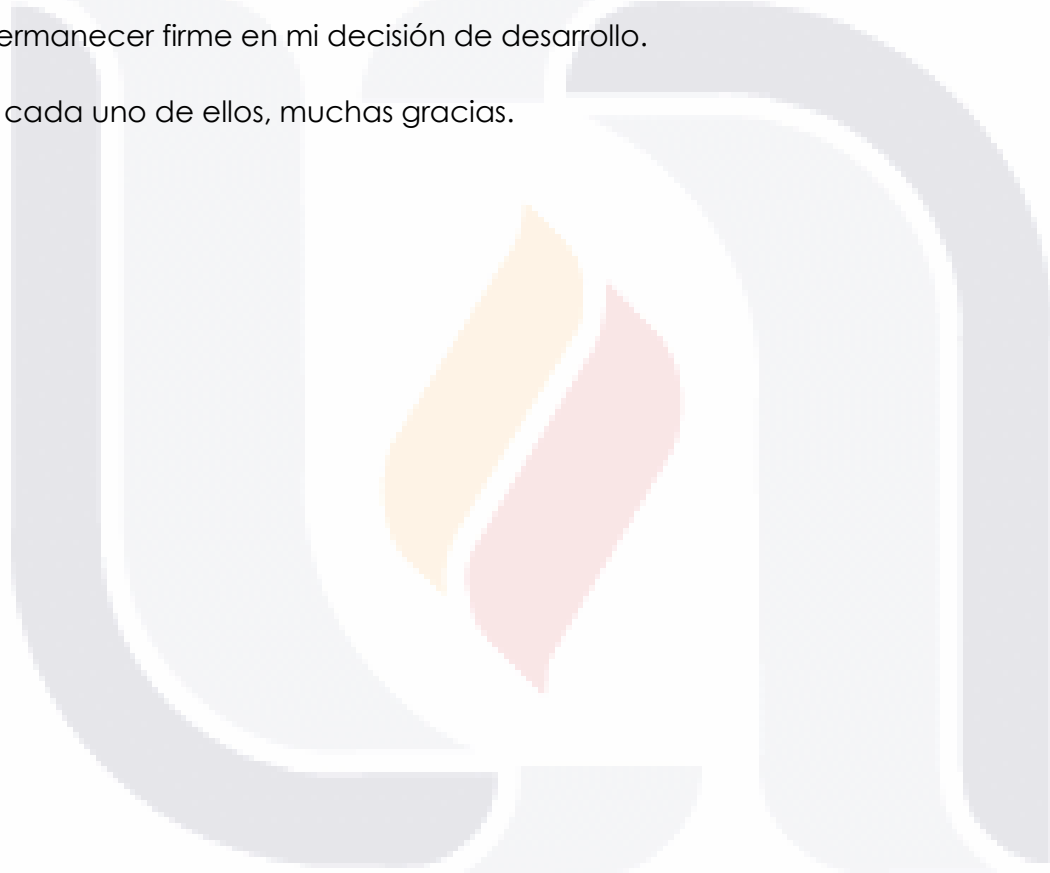 ermanecer firme en mi decisión de desarrollo.
cada uno de ellos, muchas gracias.